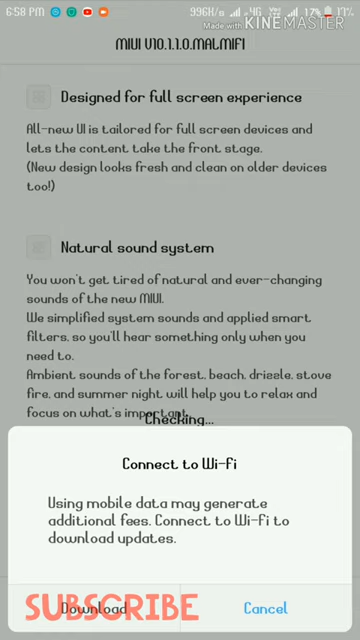 6:58 PM 996K/s 4G 17% 17%
Made with KINEMASTER
MIUI V10.1.1.0.MALMIFI
Designed for full screen experience
All-new UI is tailored for full screen devices and
lets the content take the front stage.
(New design looks fresh and clean on older devices
too!)
Natural sound system
You won't get tired of natural and ever-changing
sounds of the new MIUI.
We simplified system sounds and applied smart
filters, so you'll hear something only when you
need to.
Ambient sounds of the forest, beach, drizzle, stove
fire, and summer night will help you to relax and
focus on what's important.
Checking...
Connect to Wi-Fi
Using mobile data may generate
additional fees. Connect to Wi-Fi to
download updates.
SUBSCRIBE
Download Cancel